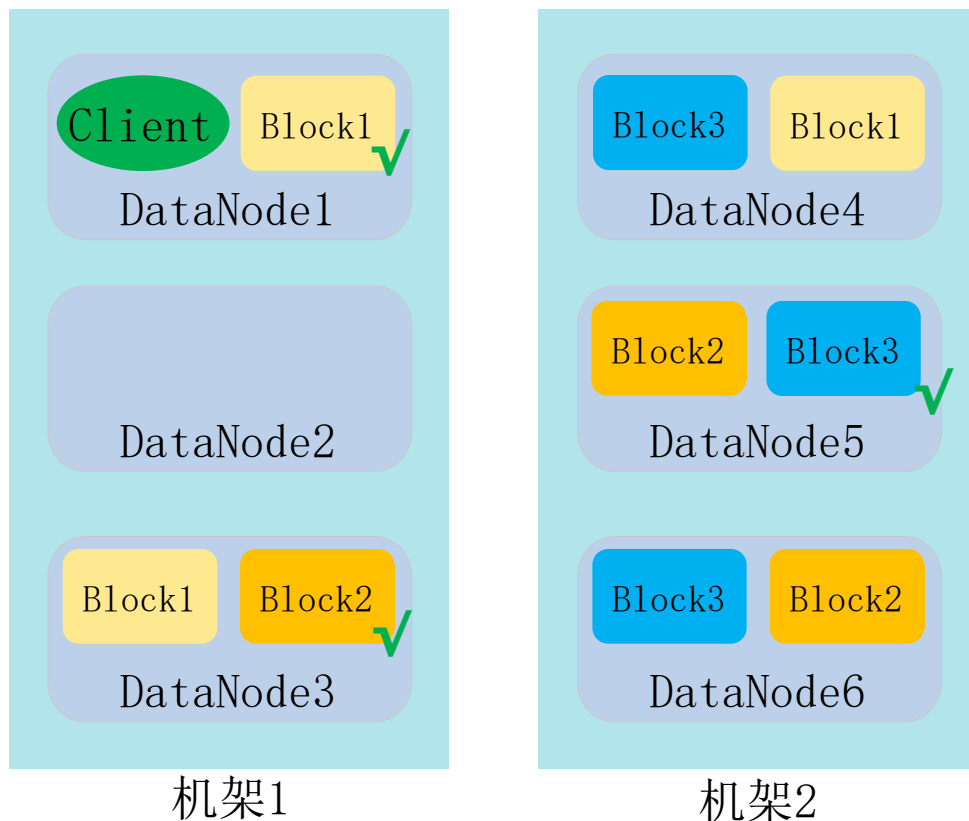 Client
Block1
√
DataNode1
DataNode2
Block1
Block2
√
DataNode3
机架1
Block3
Block1
DataNode4
Block2
Block3
√
DataNode5
Block3
Block2
DataNode6
机架2